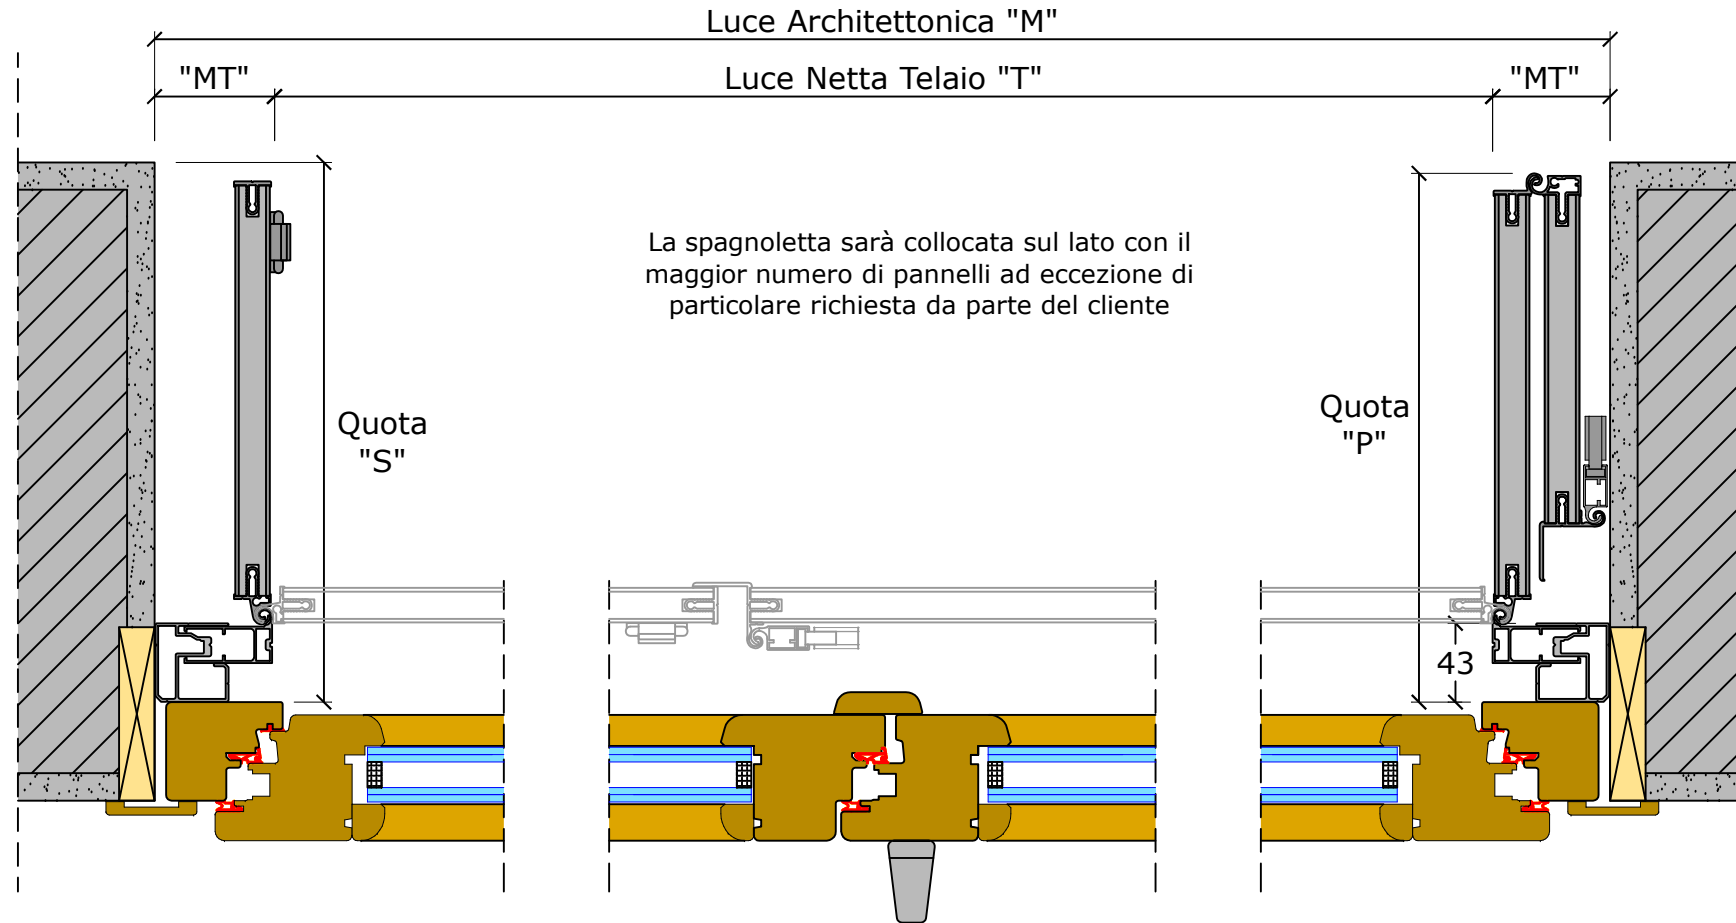 Luce Architettonica "M"
"MT"
Luce Netta Telaio "T"
"MT"
La spagnoletta sarà collocata sul lato con il
maggior numero di pannelli ad eccezione di
particolare richiesta da parte del cliente
Quota
"S"
Quota
"P"
43